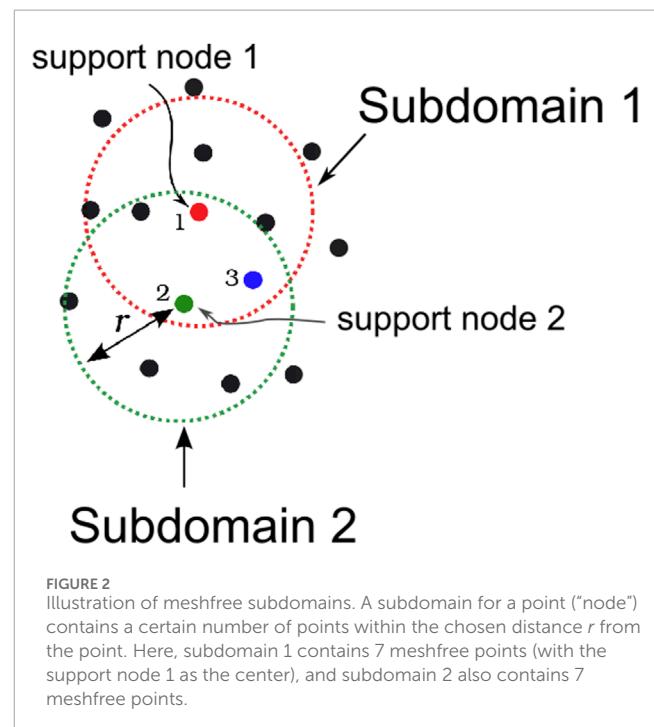 support node 1
Subdomain 1
1
3
2
r
support node 2
Subdomain 2
FIGURE 2
Illustration of meshfree subdomains. A subdomain for a point (“node”)
contains a certain number of points within the chosen distance r from
the point. Here, subdomain 1 contains 7 meshfree points (with the
support node 1 as the center), and subdomain 2 also contains 7
meshfree points.